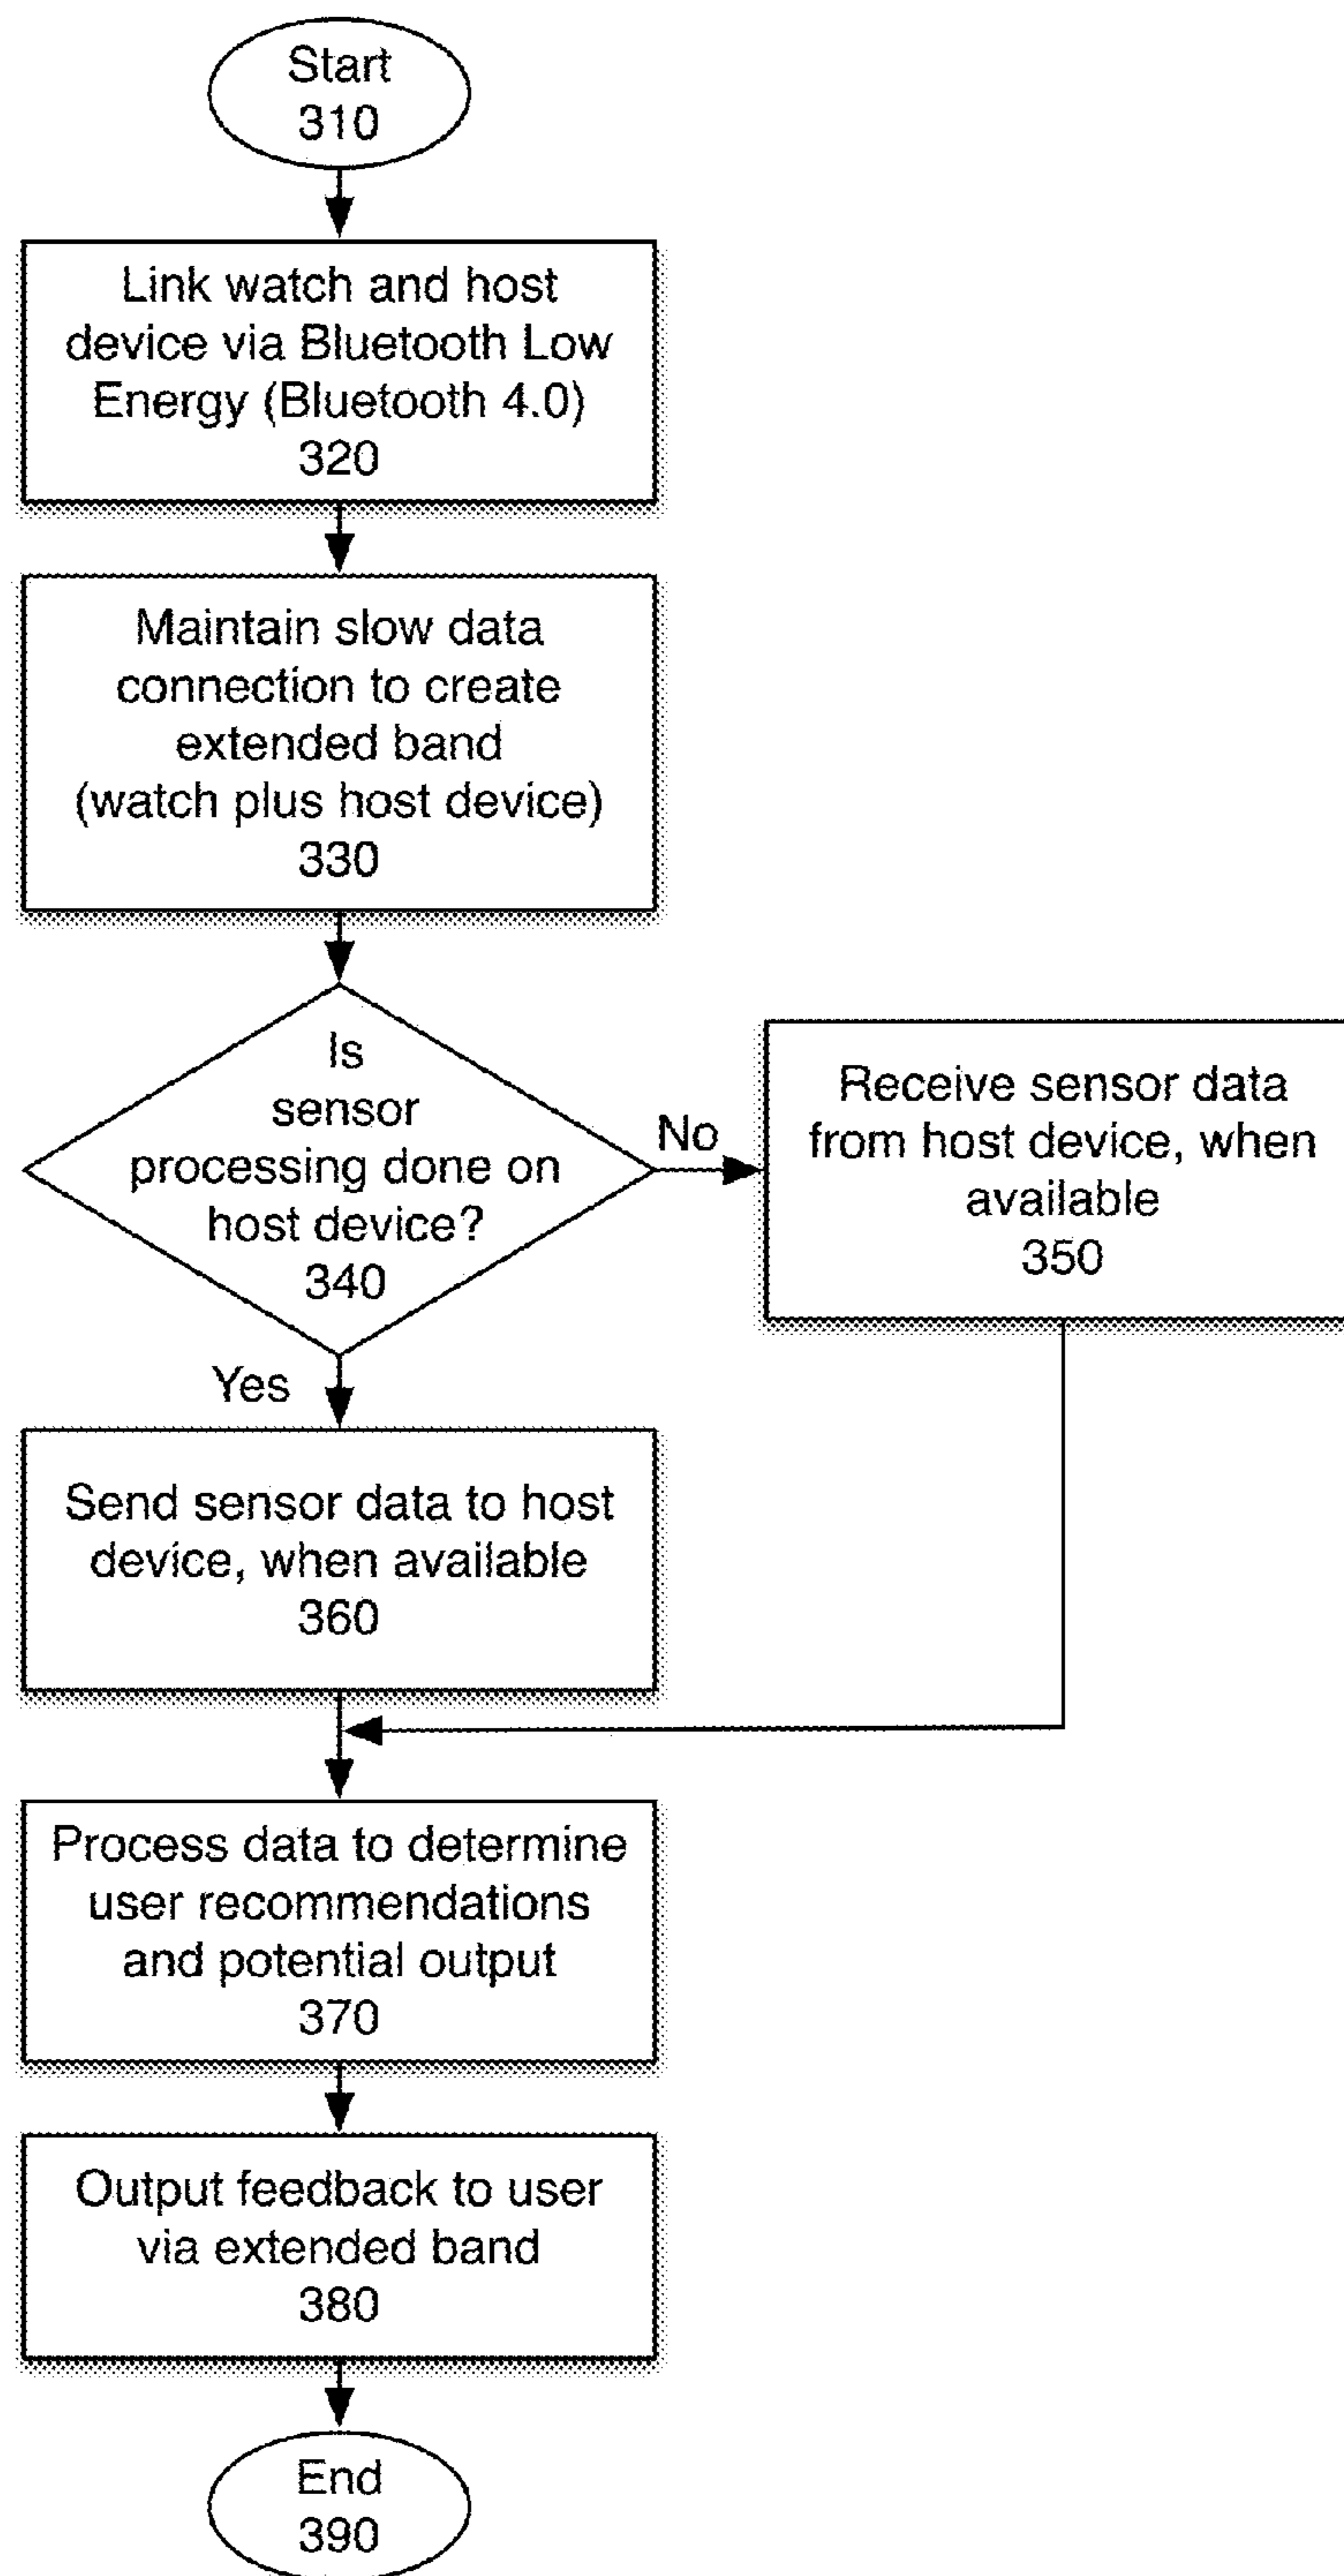 Start
310
Link watch and host
device via Bluetooth Low
Energy (Bluetooth 4.0)
320
Maintain slow data
connection to create
extended band
(watch plus host device)
330
Is
sensor
processing done on
host device?
340
No
Receive sensor data
from host device, when
available
350
Yes
Send sensor data to host
device, when available
360
Process data to determine
user recommendations
and potential output
370
Output feedback to user
via extended band
380
End
390